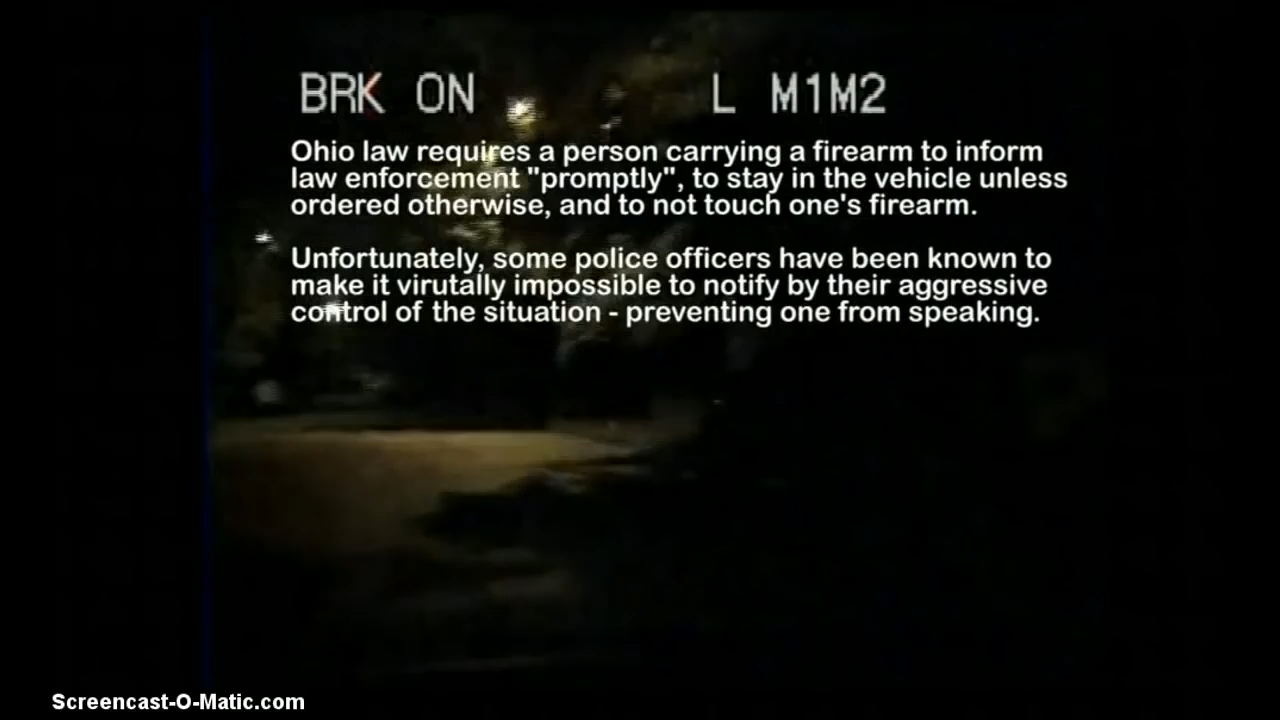 BRK ON L M1M2
Ohio law requires a person carrying a firearm to inform
law enforcement "promptly", to stay in the vehicle unless
ordered otherwise, and to not touch one's firearm.
Unfortunately, some police officers have been known to
make it virutally impossible to notify by their aggressive
control of the situation - preventing one from speaking.
Screencast-O-Matic.com